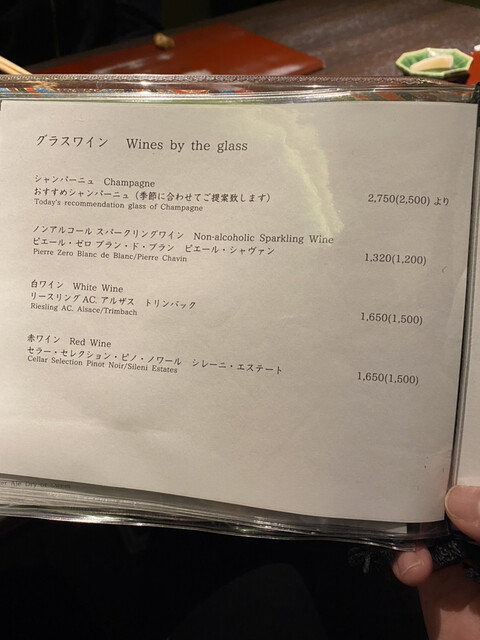 グラスワイン Wines by the glass
シャンパーニュ Champagne
おすすめシャンパーニュ（季節に合わせてご提案致します） 2,750(2,500) より
Today's recommendation glass of Champagne
ノンアルコール スパークリングワイン Non-alcoholic Sparkling Wine
ピエール・ゼロ ブラン・ド・ブラン ピエール・シャヴァン 1,320(1,200)
Pierre Zero Blanc de Blanc/Pierre Chavin
白ワイン White Wine
リースリング AC. アルザス トリンバック 1,650(1,500)
Riesling AC. Alsace/Trimbach
赤ワイン Red Wine
セラー・セレクション・ピノ・ノワール シレーニ・エステート 1,650(1,500)
Cellar Selection Pinot Noir/Sileni Estates